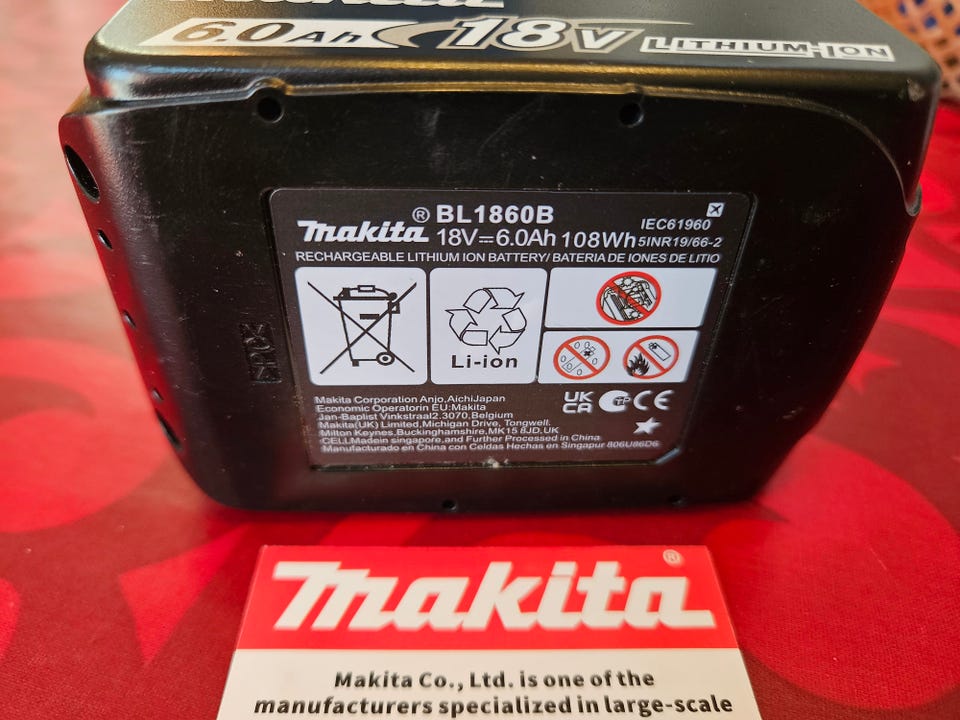 6.0Ah 18V LITHIUM-ION
makita® BL1860B
IEC61960
18V⎓6.0Ah 108Wh 5INR19/66-2
RECHARGEABLE LITHIUM ION BATTERY/ BATERIA DE IONES DE LITIO
Li-ion
Makita Corporation Anjo,AichiJapan
Economic Operatorin EU:Makita
Jan-Baptist Vinkstraal2.3070,Belgium
Makita(UK) Limited,Michigan Drive, Tongwell.
Milton Keynes,Buckinghamshire,MK15 8JD,UK
CELLMadein singapore,and Further Processed in China
Manufacturado en China con Celdas Hechas en Singapur 806U86D6
UK
CA
TP
CE
makita®
Makita Co., Ltd. is one of the
manufacturers specialized in large-scale